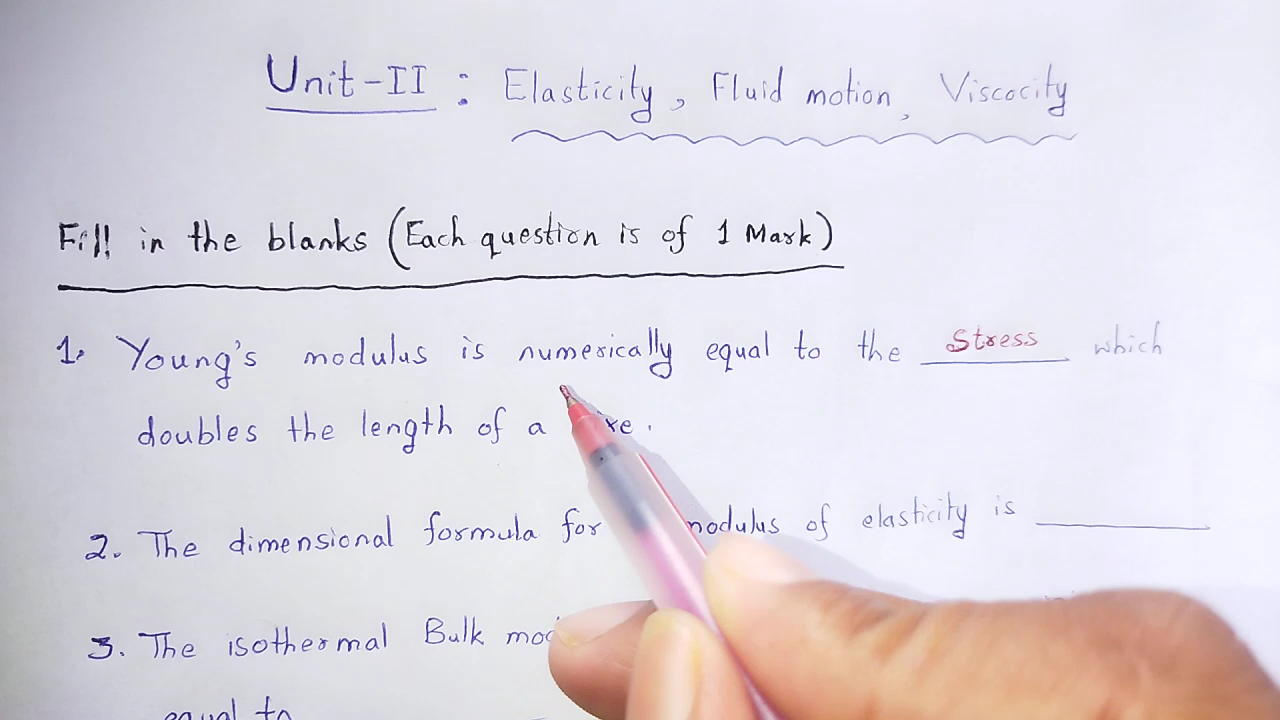 Unit-II : Elasticity, Fluid motion, Viscocity
Fill in the blanks (Each question is of 1 Mark)
1. Young's modulus is numerically equal to the stress which
doubles the length of a
2. The dimensional formula for modulus of elasticity is
3. The isothermal Bulk
equal to